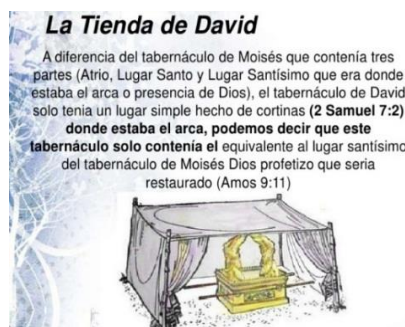 La Tienda de David
A diferencia del tabernáculo de Moisés que contenía tres
partes (Atrio, Lugar Santo y Lugar Santísimo que era donde
estaba el arca o presencia de Dios), el tabernáculo de David
solo tenia un lugar simple hecho de cortinas (2 Samuel 7:2)
donde estaba el arca, podemos decir que este
tabernáculo solo contenía el equivalente al lugar santísimo
del tabernáculo de Moisés Dios profetizo que seria
restaurado (Amos 9:11)